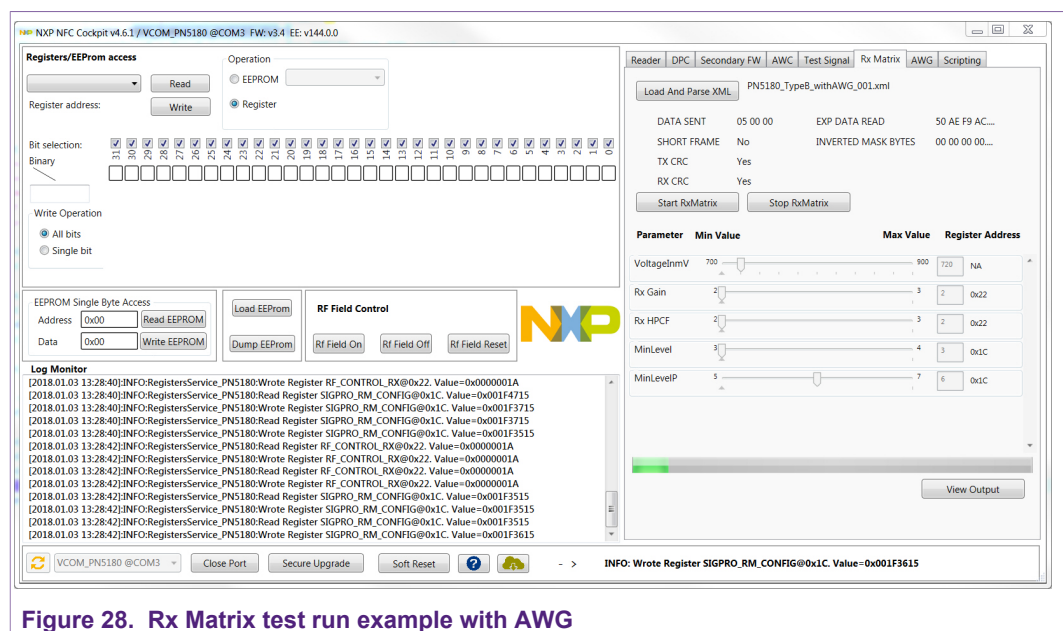 NXP NFC Cockpit v4.6.1 / VCOM_PN5180 @COM3 FW: v3.4 EE: v144.0.0
Registers/EEProm access
Operation
Read
EEPROM
Register address:
Write
Register
Bit selection:
31 30 29 28 27 26 25 24 23 22 21 20 19 18 17 16 15 14 13 12 11 10 9 8 7 6 5 4 3 2 1 0
Binary
Write Operation
All bits
Single bit
EEPROM Single Byte Access
Address 0x00 Read EEPROM
Data 0x00 Write EEPROM
Load EEProm
Dump EEProm
RF Field Control
Rf Field On Rf Field Off Rf Field Reset
NXP
Log Monitor
[2018.01.03 13:28:40]:INFO:RegistersService_PN5180:Wrote Register RF_CONTROL_RX@0x22. Value=0x0000001A
[2018.01.03 13:28:40]:INFO:RegistersService_PN5180:Read Register SIGPRO_RM_CONFIG@0x1C. Value=0x001F4715
[2018.01.03 13:28:40]:INFO:RegistersService_PN5180:Wrote Register SIGPRO_RM_CONFIG@0x1C. Value=0x001F3715
[2018.01.03 13:28:40]:INFO:RegistersService_PN5180:Read Register SIGPRO_RM_CONFIG@0x1C. Value=0x001F3715
[2018.01.03 13:28:40]:INFO:RegistersService_PN5180:Wrote Register SIGPRO_RM_CONFIG@0x1C. Value=0x001F3515
[2018.01.03 13:28:42]:INFO:RegistersService_PN5180:Read Register RF_CONTROL_RX@0x22. Value=0x0000001A
[2018.01.03 13:28:42]:INFO:RegistersService_PN5180:Wrote Register RF_CONTROL_RX@0x22. Value=0x0000001A
[2018.01.03 13:28:42]:INFO:RegistersService_PN5180:Read Register RF_CONTROL_RX@0x22. Value=0x0000001A
[2018.01.03 13:28:42]:INFO:RegistersService_PN5180:Wrote Register RF_CONTROL_RX@0x22. Value=0x0000001A
[2018.01.03 13:28:42]:INFO:RegistersService_PN5180:Read Register SIGPRO_RM_CONFIG@0x1C. Value=0x001F3515
[2018.01.03 13:28:42]:INFO:RegistersService_PN5180:Wrote Register SIGPRO_RM_CONFIG@0x1C. Value=0x001F3515
[2018.01.03 13:28:42]:INFO:RegistersService_PN5180:Read Register SIGPRO_RM_CONFIG@0x1C. Value=0x001F3515
[2018.01.03 13:28:42]:INFO:RegistersService_PN5180:Wrote Register SIGPRO_RM_CONFIG@0x1C. Value=0x001F3615
Reader DPC Secondary FW AWC Test Signal Rx Matrix AWG Scripting
Load And Parse XML PN5180_TypeB_withAWG_001.xml
DATA SENT 05 00 00 EXP DATA READ 50 AE F9 AC....
SHORT FRAME No INVERTED MASK BYTES 00 00 00 00....
TX CRC Yes
RX CRC Yes
Start RxMatrix Stop RxMatrix
Parameter Min Value Max Value Register Address
VoltageInmV 700 900 720 NA
Rx Gain 2 3 2 0x22
Rx HPCF 2 3 2 0x22
MinLevel 3 4 3 0x1C
MinLevelP 5 7 6 0x1C
View Output
VCOM_PN5180 @COM3 Close Port Secure Upgrade Soft Reset ? - > INFO: Wrote Register SIGPRO_RM_CONFIG@0x1C. Value=0x001F3615
Figure 28. Rx Matrix test run example with AWG